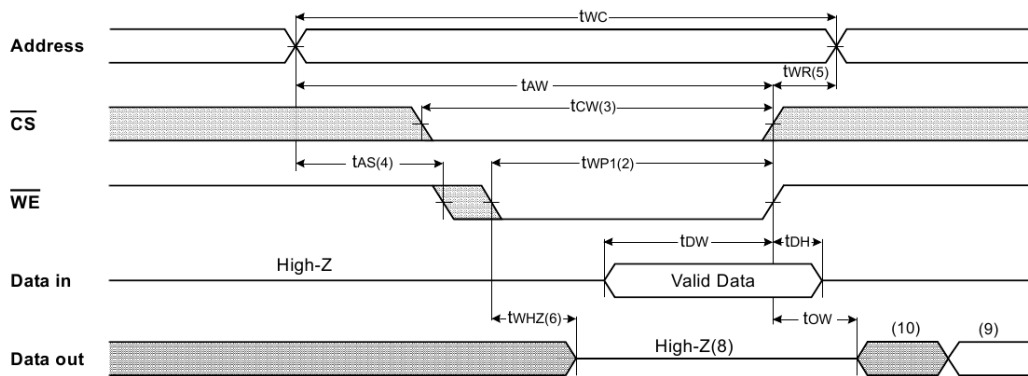 tWC
Address
tWR(5)
tAW
tCW(3)
CS
tAS(4)
tWP1(2)
WE
tDW
tDH
High-Z
Data in
Valid Data
tWHZ(6)
tOW
High-Z(8)
(10)
(9)
Data out